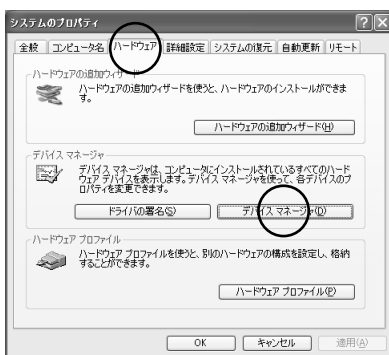 システムのプロパティ
全般 コンピュータ名 ハードウェア 詳細設定 システムの復元 自動更新 リモート
ハードウェアの追加ウィザード
ハードウェアの追加ウィザードを使うと、ハードウェアのインストールができま
す。
ハードウェアの追加ウィザード(H)
デバイス マネージャ
デバイス マネージャは、コンピュータにインストールされているすべてのハード
ウェア デバイスを表示します。デバイス マネージャを使って、各デバイスのプ
ロパティを変更できます。
ドライバの署名(S) デバイス マネージャ(D)
ハードウェア プロファイル
ハードウェア プロファイルを使うと、別のハードウェアの構成を設定し、格納
することができます。
ハードウェア プロファイル(P)
OK キャンセル 適用(A)